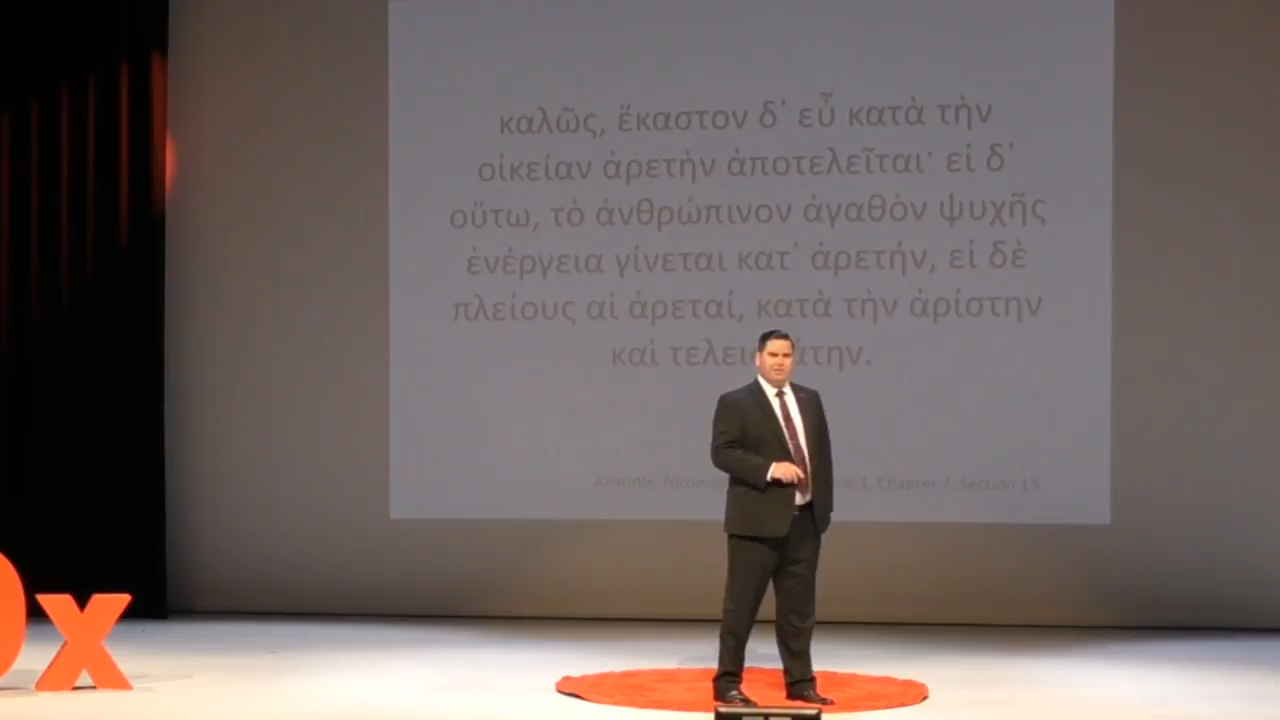 καλῶς, ἕκαστον δ᾽ εὖ κατὰ τὴν
οἰκείαν ἀρετὴν ἀποτελεῖται· εἰ δ᾽
οὕτω, τὸ ἀνθρώπινον ἀγαθὸν ψυχῆς
ἐνέργεια γίνεται κατ᾽ ἀρετήν, εἰ δὲ
πλείους αἱ ἀρεταί, κατὰ τὴν ἀρίστην
καὶ
Aristotle, 1, Chapter 7, Section 15
x